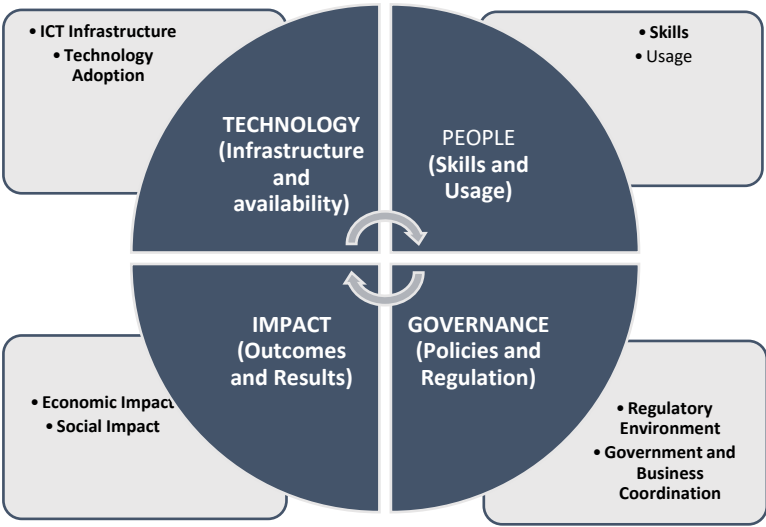 • ICT Infrastructure
• Technology
Adoption
TECHNOLOGY
(Infrastructure
and
availability)
PEOPLE
(Skills and
Usage)
• Skills
• Usage
IMPACT
(Outcomes
and Results)
GOVERNANCE
(Policies and
Regulation)
• Economic Impact
• Social Impact
• Regulatory
Environment
• Government and
Business
Coordination